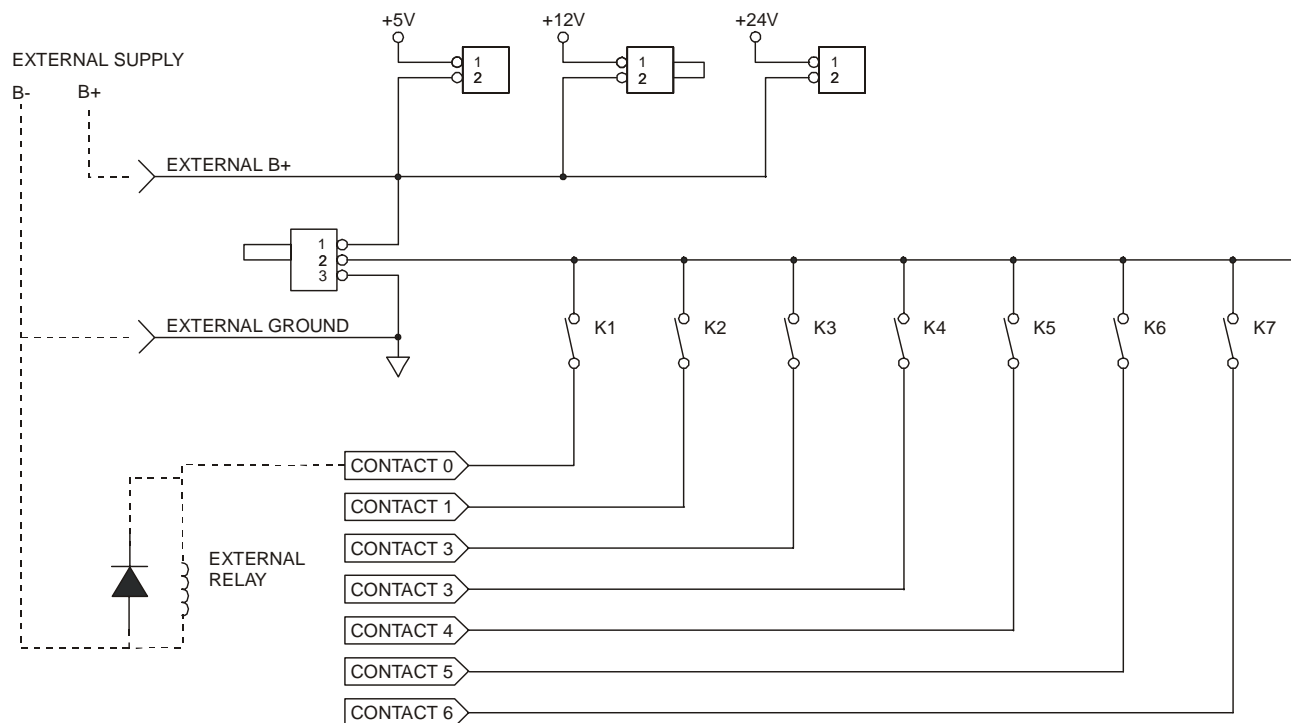 +5V
+12V
+24V
EXTERNAL SUPPLY
B-
B+
1
2
1
2
1
2
EXTERNAL B+
1
2
3
EXTERNAL GROUND
K1
K2
K3
K4
K5
K6
K7
CONTACT 0
CONTACT 1
CONTACT 3
CONTACT 3
CONTACT 4
CONTACT 5
CONTACT 6
EXTERNAL
RELAY